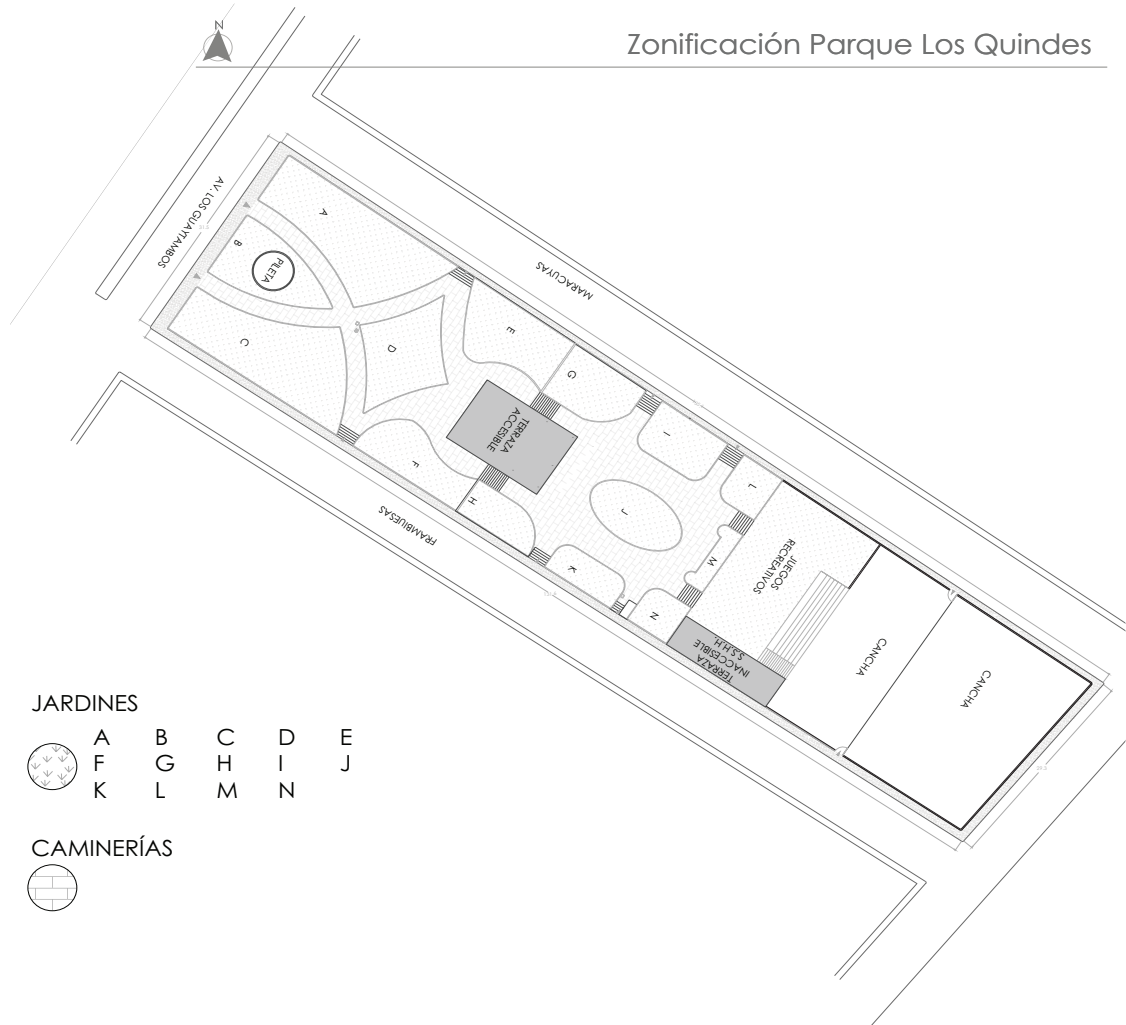 N
Zonificación Parque Los Quindes
AV. LOS GUAYTAMBOS
MARACUYAS
FRAMBIUESAS
A
B
PILETA
C
D
E
F
G
H
I
J
K
L
M
N
TERRAZA
ACCESIBLE
JUEGOS
RECREATIVOS
TERRAZA
INACCESIBLE
S.S.H.H.
CANCHA
CANCHA
JARDINES
A B C D E
F G H I J
K L M N
CAMINERÍAS